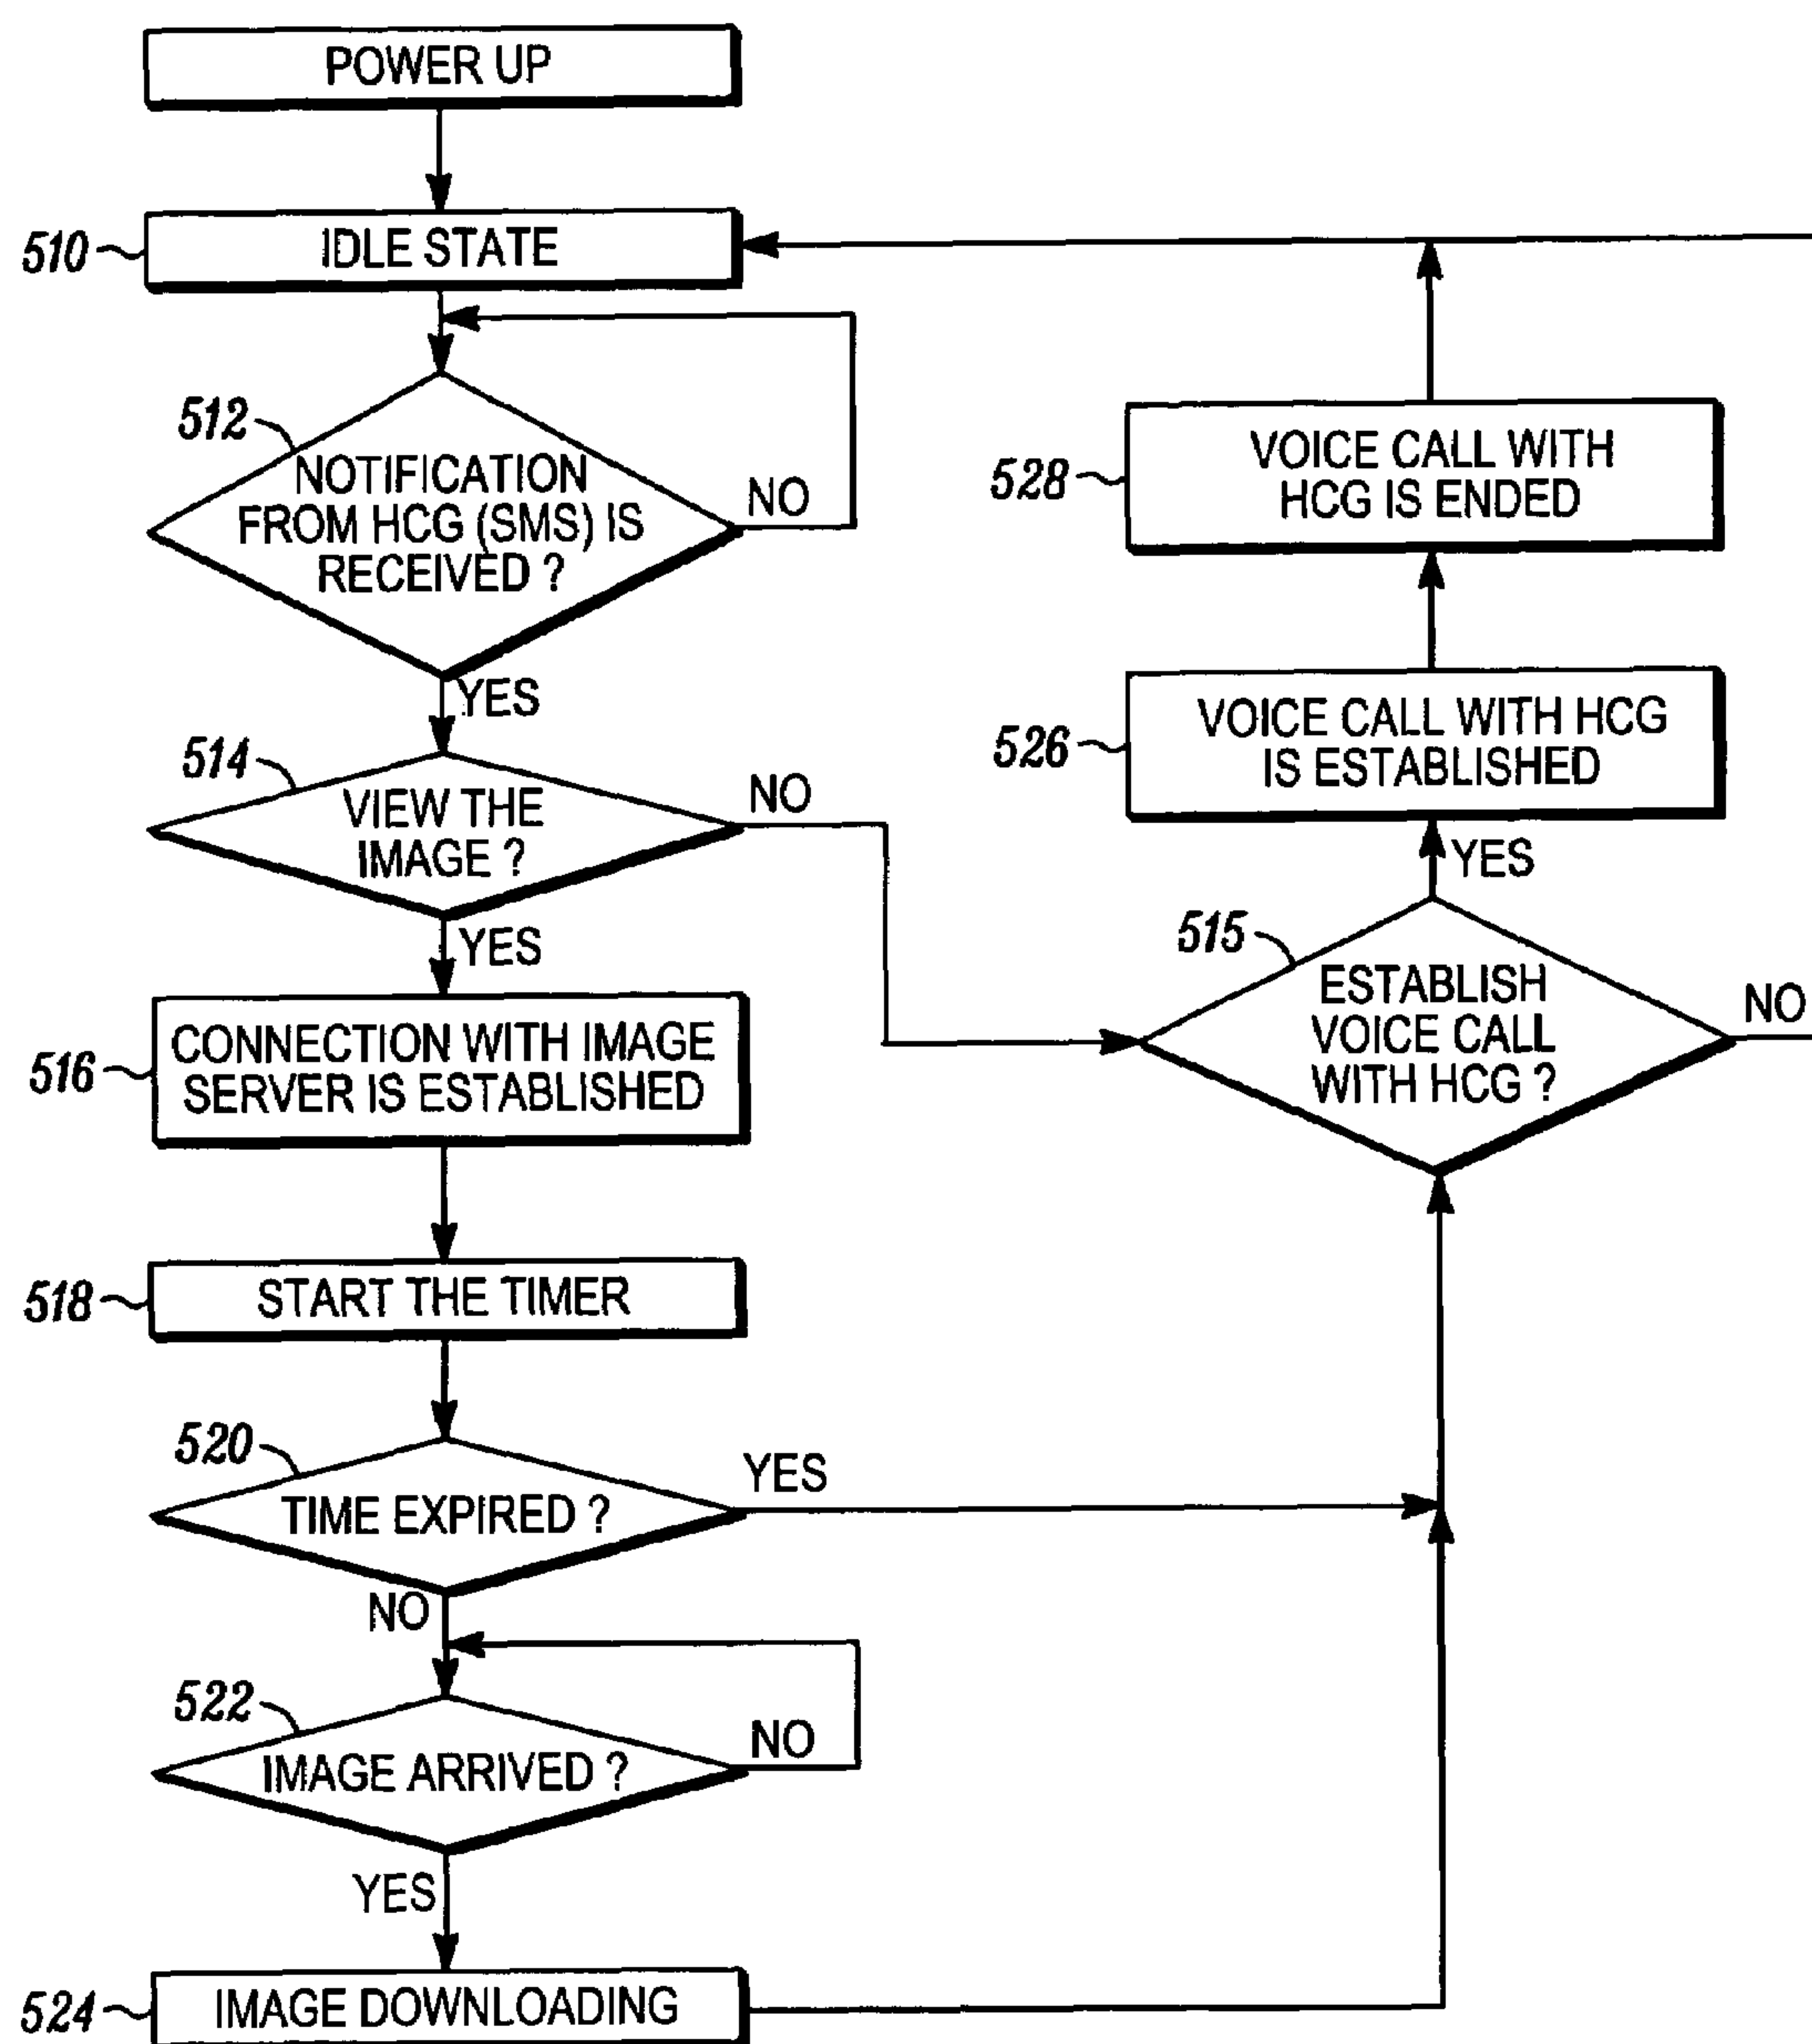 POWER UP
510
IDLE STATE
512
NOTIFICATION
FROM HCG (SMS) IS
RECEIVED ?
NO
YES
514
VIEW THE
IMAGE ?
NO
YES
516
CONNECTION WITH IMAGE
SERVER IS ESTABLISHED
518
START THE TIMER
520
TIME EXPIRED ?
YES
NO
522
IMAGE ARRIVED ?
NO
YES
524
IMAGE DOWNLOADING
528
VOICE CALL WITH
HCG IS ENDED
526
VOICE CALL WITH HCG
IS ESTABLISHED
YES
515
ESTABLISH
VOICE CALL
WITH HCG ?
NO